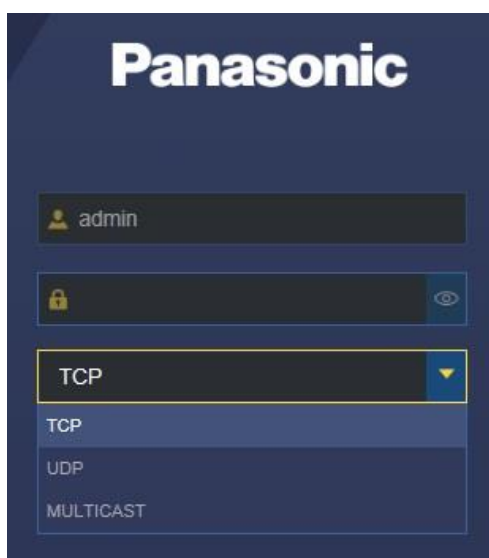 Panasonic
admin
TCP
TCP
UDP
MULTICAST